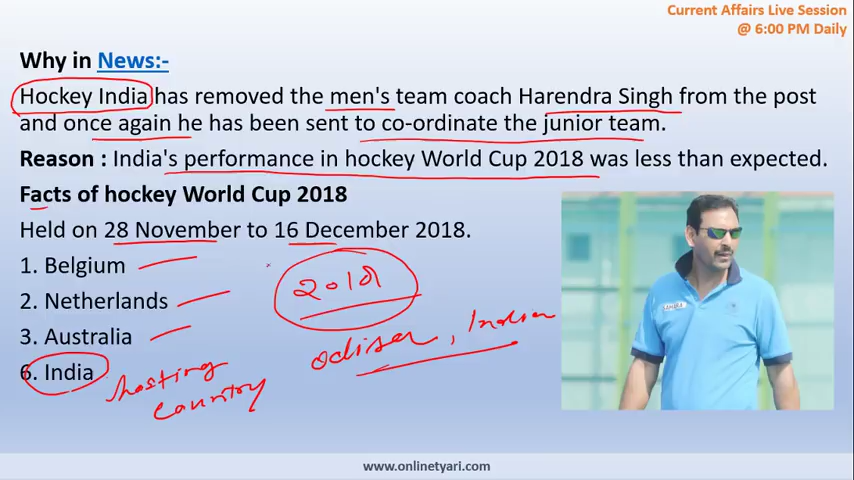 Current Affairs Live Session
@ 6:00 PM Daily
Why in News:-
Hockey India has removed the men's team coach Harendra Singh from the post
and once again he has been sent to co-ordinate the junior team.
Reason : India's performance in hockey World Cup 2018 was less than expected.
Facts of hockey World Cup 2018
Held on 28 November to 16 December 2018.
1. Belgium
2. Netherlands
3. Australia
6. India
2018
odisa, India
hosting
country
www.onlinetyari.com